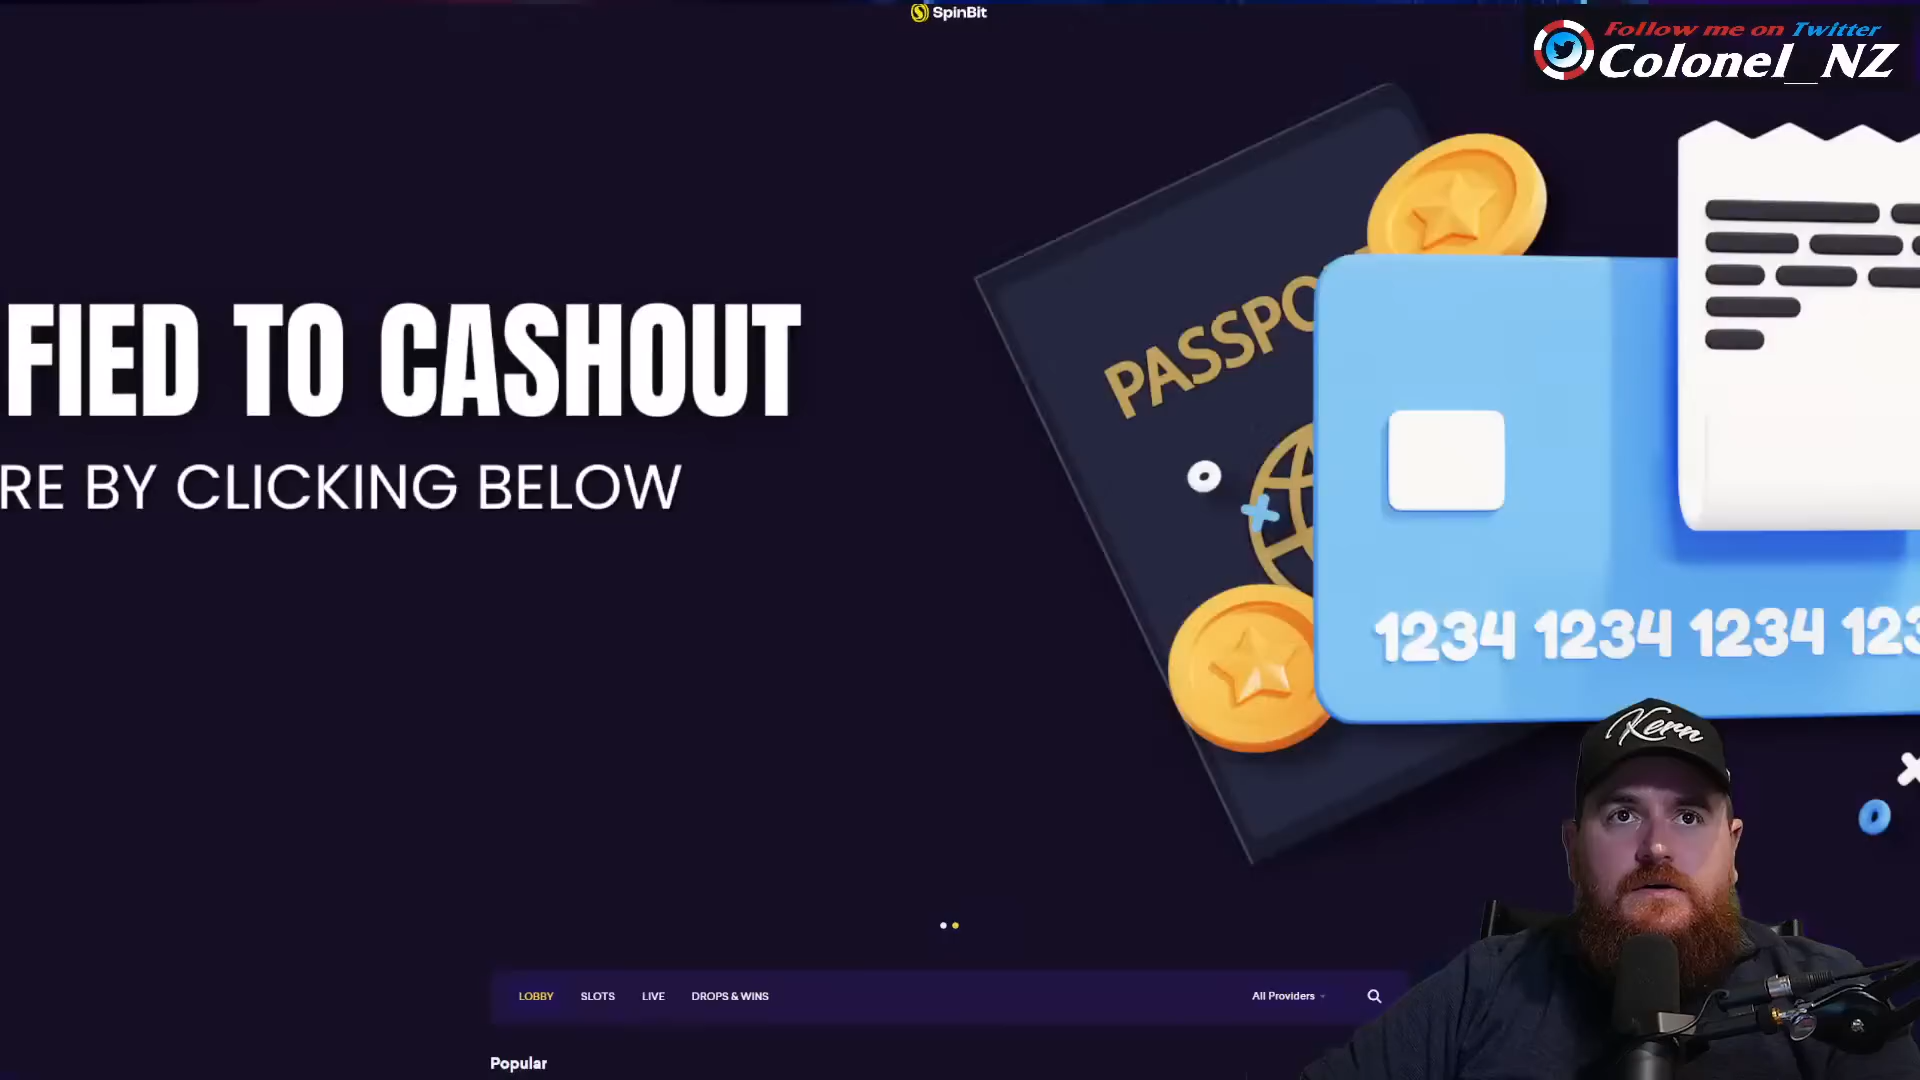 SpinBit
Follow me on Twitter
Colonel_NZ
PASSPO
FIED TO CASHOUT
RE BY CLICKING BELOW
1234 1234 1234 123
Kern
LOBBY SLOTS LIVE DROPS & WINS All Providers
Popular